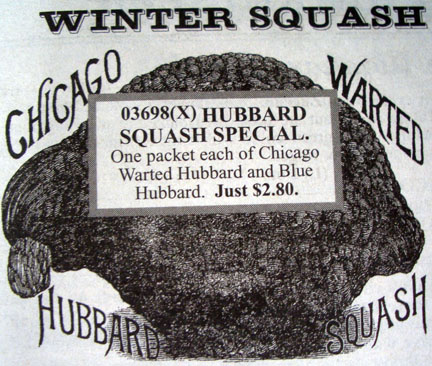 WINTER SQUASH
CHICAGO
WARTED
03698(X) HUBBARD
SQUASH SPECIAL.
One packet each of Chicago
Warted Hubbard and Blue
Hubbard. Just $2.80.
HUBBARD
SQUASH